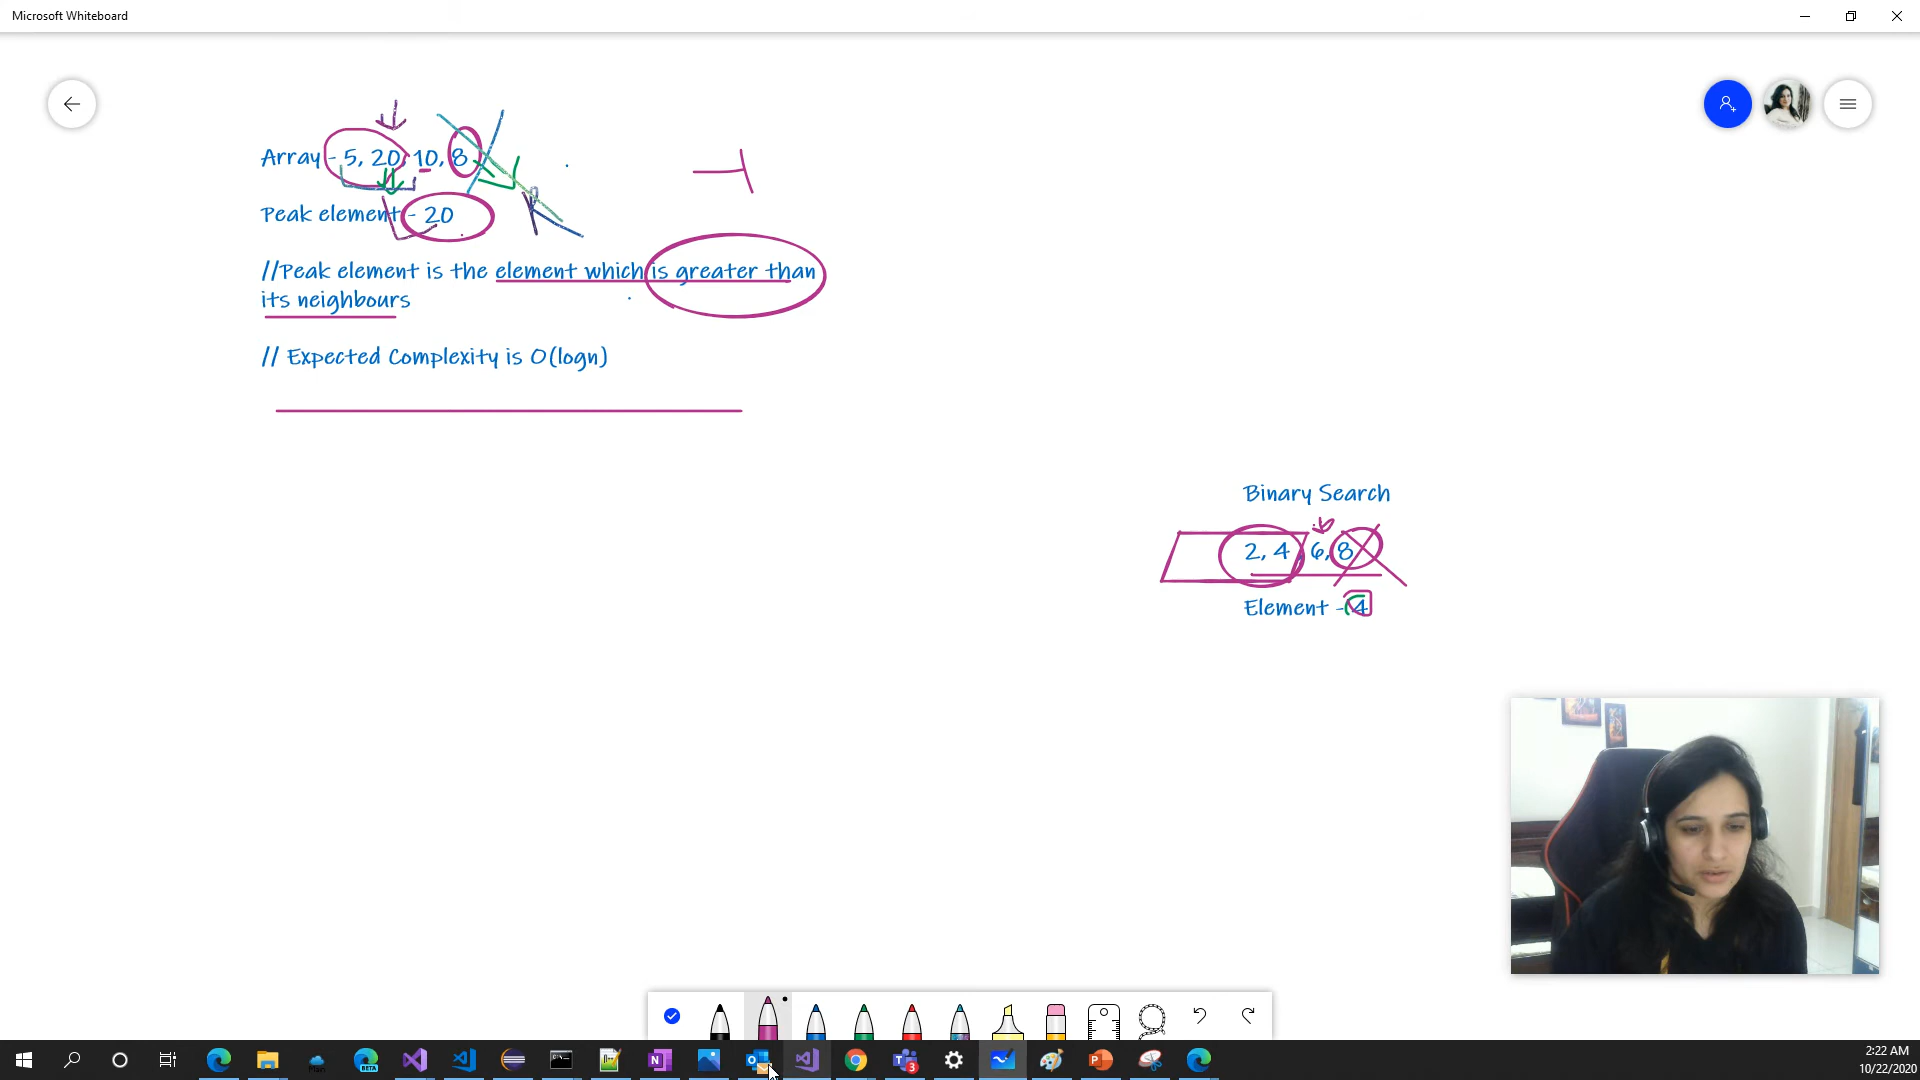 Microsoft Whiteboard
Array - 5, 20, 10, 8
Peak element - 20
//Peak element is the element which is greater than
its neighbours
// Expected Complexity is O(logn)
Binary Search
2, 4, 6, 8
Element - 4
BETA
3
2:22 AM
10/22/2020